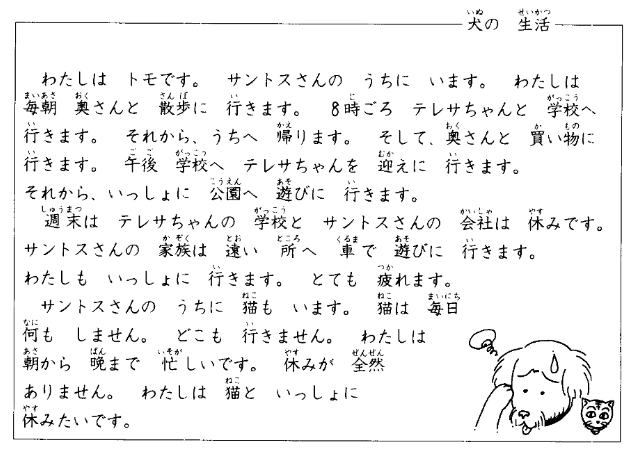 犬の 生活
わたしは トモです。 サントスさんの うちに います。 わたしは
毎朝 奥さんと 散歩に 行きます。 8時ごろ テレサちゃんと 学校へ
行きます。 それから、うちへ 帰ります。 そして、奥さんと 買い物に
行きます。 午後 学校へ テレサちゃんを 迎えに 行きます。
それから、いっしょに 公園へ 遊びに 行きます。
週末は テレサちゃんの 学校と サントスさんの 会社は 休みです。
サントスさんの 家族は 遠い 所へ 車で 遊びに 行きます。
わたしも いっしょに 行きます。 とても 疲れます。
サントスさんの うちに 猫も います。 猫は 毎日
何も しません。 どこも 行きません。 わたしは
朝から 晩まで 忙しいです。 休みが 全然
ありません。 わたしは 猫と いっしょに
休みたいです。